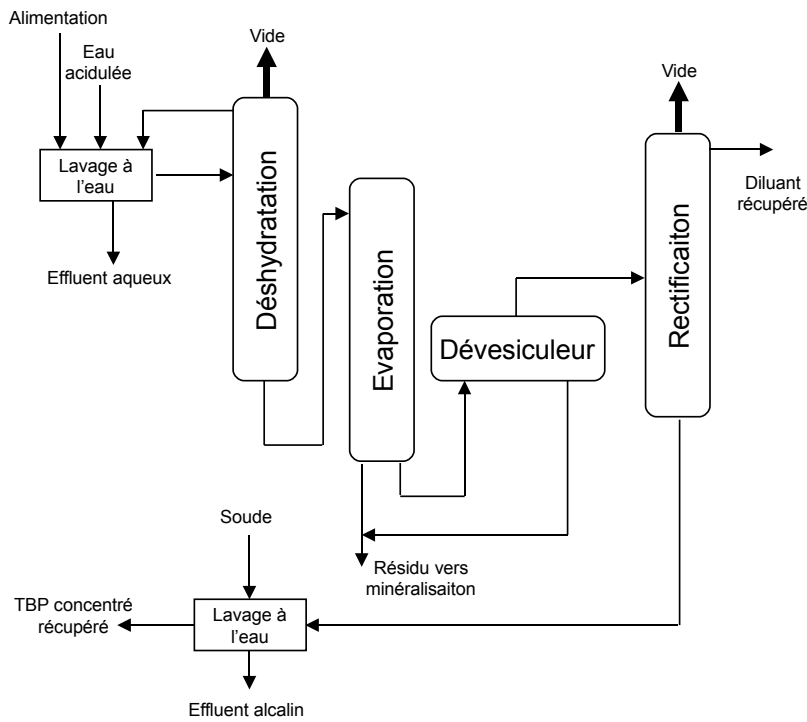 Alimentation
Eau
acidulée
Vide
Vide
Lavage à
l'eau
Déshydratation
Diluant
récupéré
Effluent aqueux
Evaporation
Rectificaiton
Dévesiculeur
Soude
Résidu vers
minéralisaiton
TBP concentré
récupéré
Lavage à
l'eau
Effluent alcalin